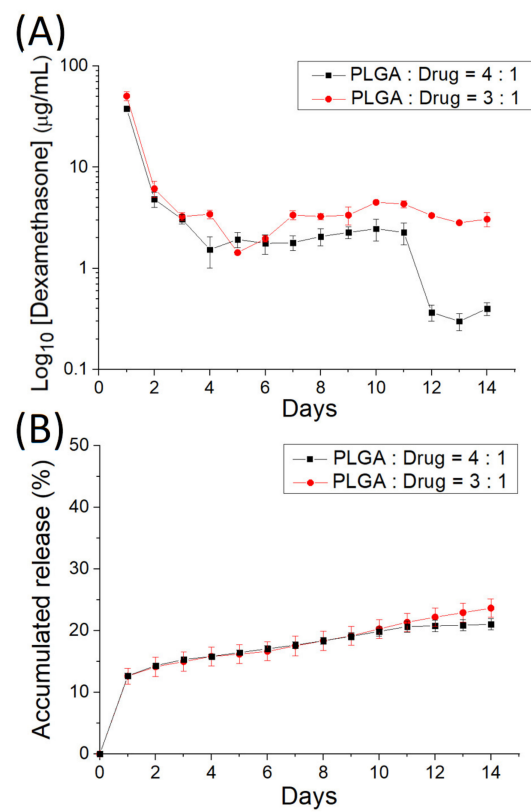 (A)
Log₁₀ [Dexamethasone] (μg/mL)
100
10
1
0.1
PLGA : Drug = 4 : 1
PLGA : Drug = 3 : 1
0 2 4 6 8 10 12 14
Days
(B)
Accumulated release (%)
50
40
30
20
10
0
PLGA : Drug = 4 : 1
PLGA : Drug = 3 : 1
0 2 4 6 8 10 12 14
Days